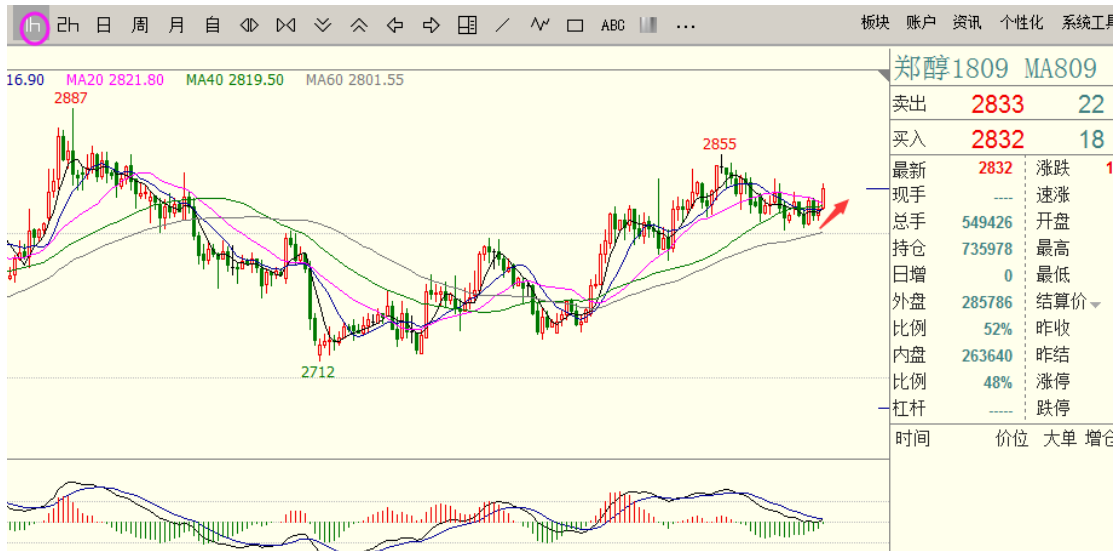 1h 2h 日 周 月 自 ABC ... 板块 账户 资讯 个性化 系统工具
16.90 MA20 2821.80 MA40 2819.50 MA60 2801.55
2887
2855
2712
郑醇1809 MA809
卖出 2833 22
买入 2832 18
最新 2832 涨跌 1
现手 ---- 速涨
总手 549426 开盘
持仓 735978 最高
日增 0 最低
外盘 285786 结算价
比例 52% 昨收
内盘 263640 昨结
比例 48% 涨停
杠杆 ----- 跌停
时间 价位 大单 增仓